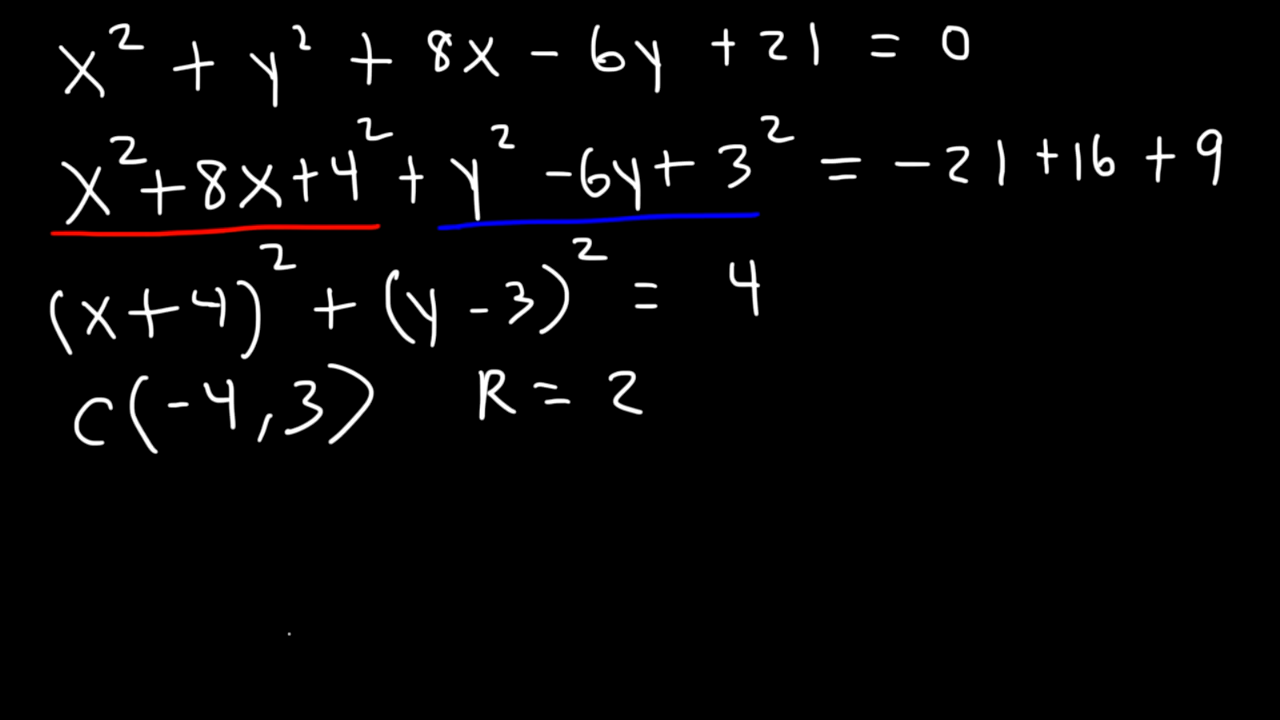 x² + y² + 8x - 6y + 21 = 0
x² + 8x + 4² + y² - 6y + 3² = -21 + 16 + 9
(x + 4)² + (y - 3)² = 4
C(-4, 3) R = 2